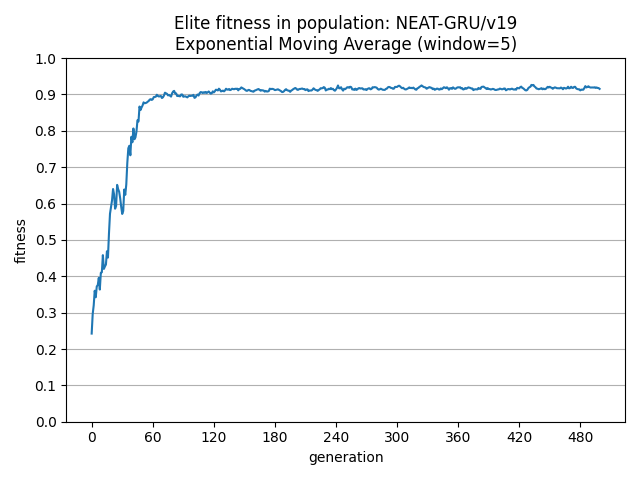 Elite fitness in population: NEAT-GRU/v19
Exponential Moving Average (window=5)
fitness
1.0
0.9
0.8
0.7
0.6
0.5
0.4
0.3
0.2
0.1
0.0
0 60 120 180 240 300 360 420 480
generation